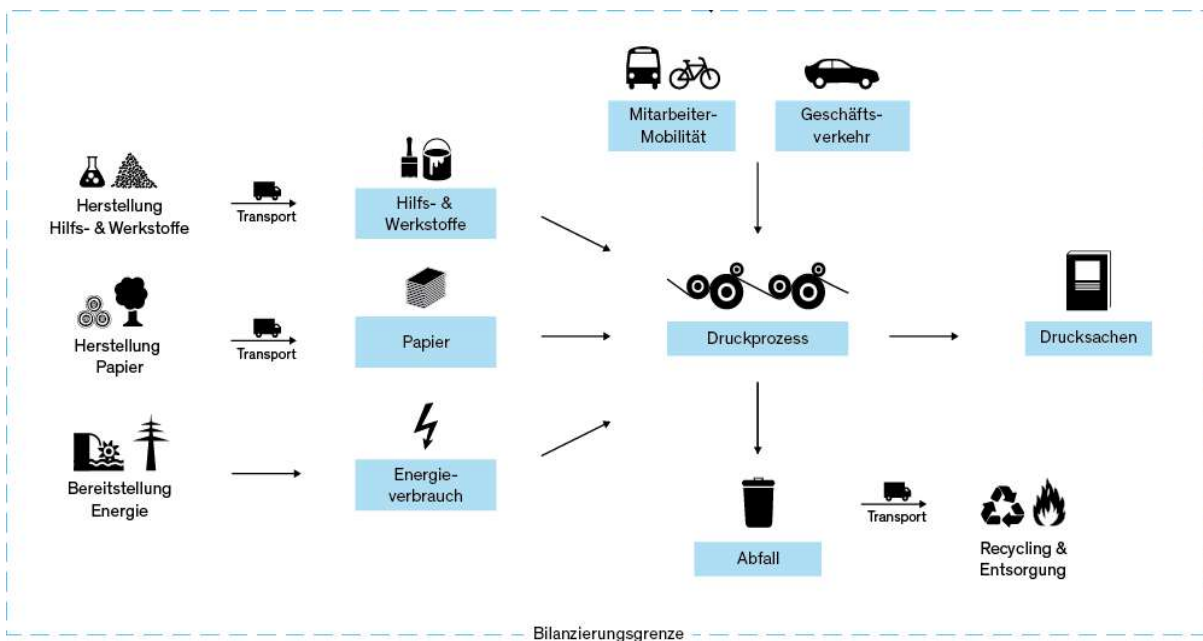 Mitarbeiter-
Mobilität
Geschäfts-
verkehr
Herstellung
Hilfs- & Werkstoffe
Transport
Hilfs- &
Werkstoffe
Herstellung
Papier
Transport
Papier
Druckprozess
Drucksachen
Bereitstellung
Energie
Energie-
verbrauch
Abfall
Transport
Recycling &
Entsorgung
Bilanzierungsgrenze